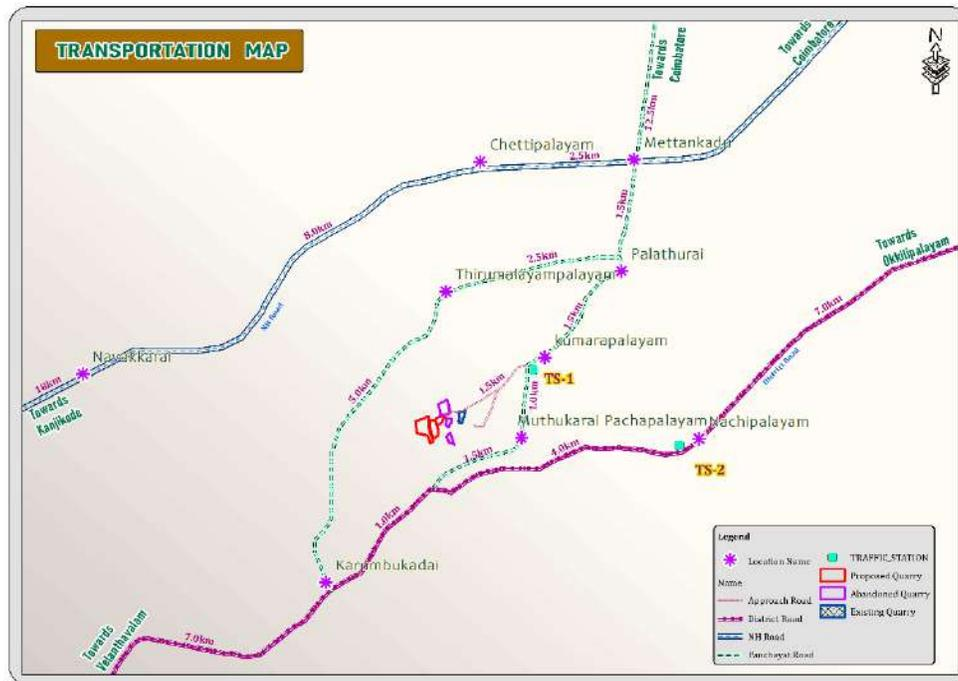 TRANSPORTATION MAP
N
Towards
Coimbatore
Towards
Coimbatore
12.5km
Chettipalayam
Mettankadu
2.5km
1.5km
8.0km
Palathurai
Towards
Okkilipalayam
2.5km
Thirumalayampalayam
7.0km
NH Road
1.5km
Kumarapalayam
District Road
Navakkarai
TS-1
18km
Towards
Kanjikode
5.0km
1.5km
1.0km
Muthukarai Pachapalayam
Nachipalayam
1.5km
4.0km
TS-2
1.0km
Karumbukadai
7.0km
Towards
Velanthavalam
Legend
Location Name
TRAFFIC_STATION
Name
Proposed Quarry
Approach Road
Abandoned Quarry
District Road
Existing Quarry
NH Road
Panchayat Road